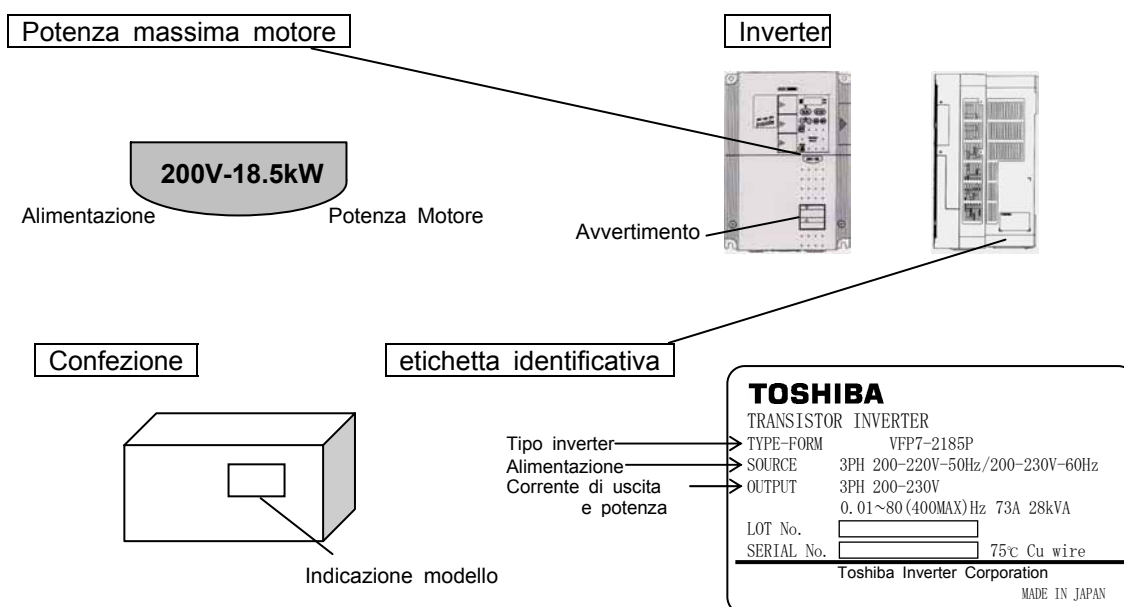 Potenza massima motore
Inverter
200V-18.5kW
Alimentazione
Potenza Motore
Avvertimento
Confezione
etichetta identificativa
Indicazione modello
Tipo inverter
Alimentazione
Corrente di uscita
e potenza
TOSHIBA
TRANSISTOR INVERTER
TYPE-FORM VFP7-2185P
SOURCE 3PH 200-220V-50Hz/200-230V-60Hz
OUTPUT 3PH 200-230V
0.01~80(400MAX)Hz 73A 28kVA
LOT No.
SERIAL No. 75℃ Cu wire
Toshiba Inverter Corporation
MADE IN JAPAN